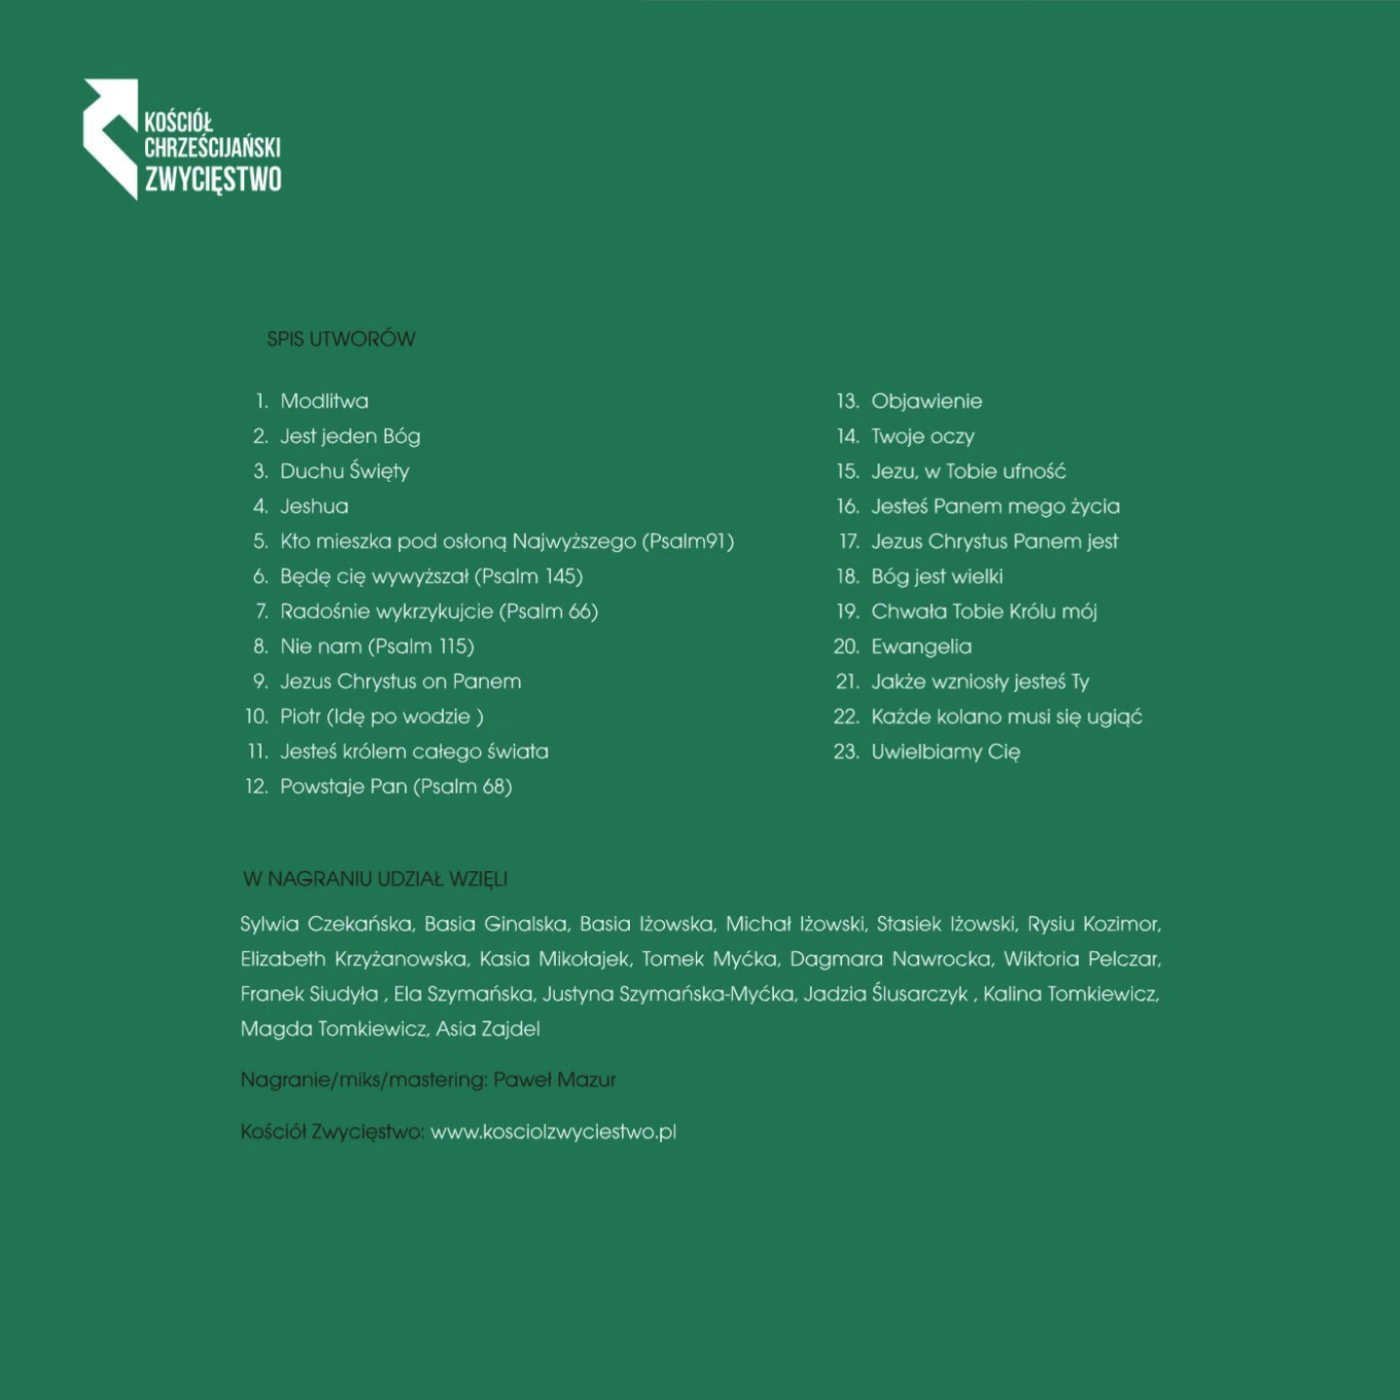 KOŚCIÓŁ
CHRZEŚCIJAŃSKI
ZWYCIĘSTWO
SPIS UTWORÓW
1. Modlitwa
2. Jest jeden Bóg
3. Duchu Święty
4. Jeshua
5. Kto mieszka pod osłoną Najwyższego (Psalm91)
6. Będę cię wywyższał (Psalm 145)
7. Radośnie wykrzykujcie (Psalm 66)
8. Nie nam (Psalm 115)
9. Jezus Chrystus on Panem
10. Piotr (Idę po wodzie )
11. Jesteś królem całego świata
12. Powstaje Pan (Psalm 68)
13. Objawienie
14. Twoje oczy
15. Jezu, w Tobie ufność
16. Jesteś Panem mego życia
17. Jezus Chrystus Panem jest
18. Bóg jest wielki
19. Chwała Tobie Królu mój
20. Ewangelia
21. Jakże wzniosły jesteś Ty
22. Każde kolano musi się ugiąć
23. Uwielbiamy Cię
W NAGRANIU UDZIAŁ WZIĘLI
Sylwia Czekańska, Basia Ginalska, Basia Iżowska, Michał Iżowski, Stasiek Iżowski, Rysiu Kozimor,
Elizabeth Krzyżanowska, Kasia Mikołajek, Tomek Myćka, Dagmara Nawrocka, Wiktoria Pelczar,
Franek Siudyła , Ela Szymańska, Justyna Szymańska-Myćka, Jadzia Ślusarczyk , Kalina Tomkiewicz,
Magda Tomkiewicz, Asia Zajdel
Nagranie/miks/mastering: Paweł Mazur
Kościół Zwycięstwo: www.kosciolzwyciestwo.pl